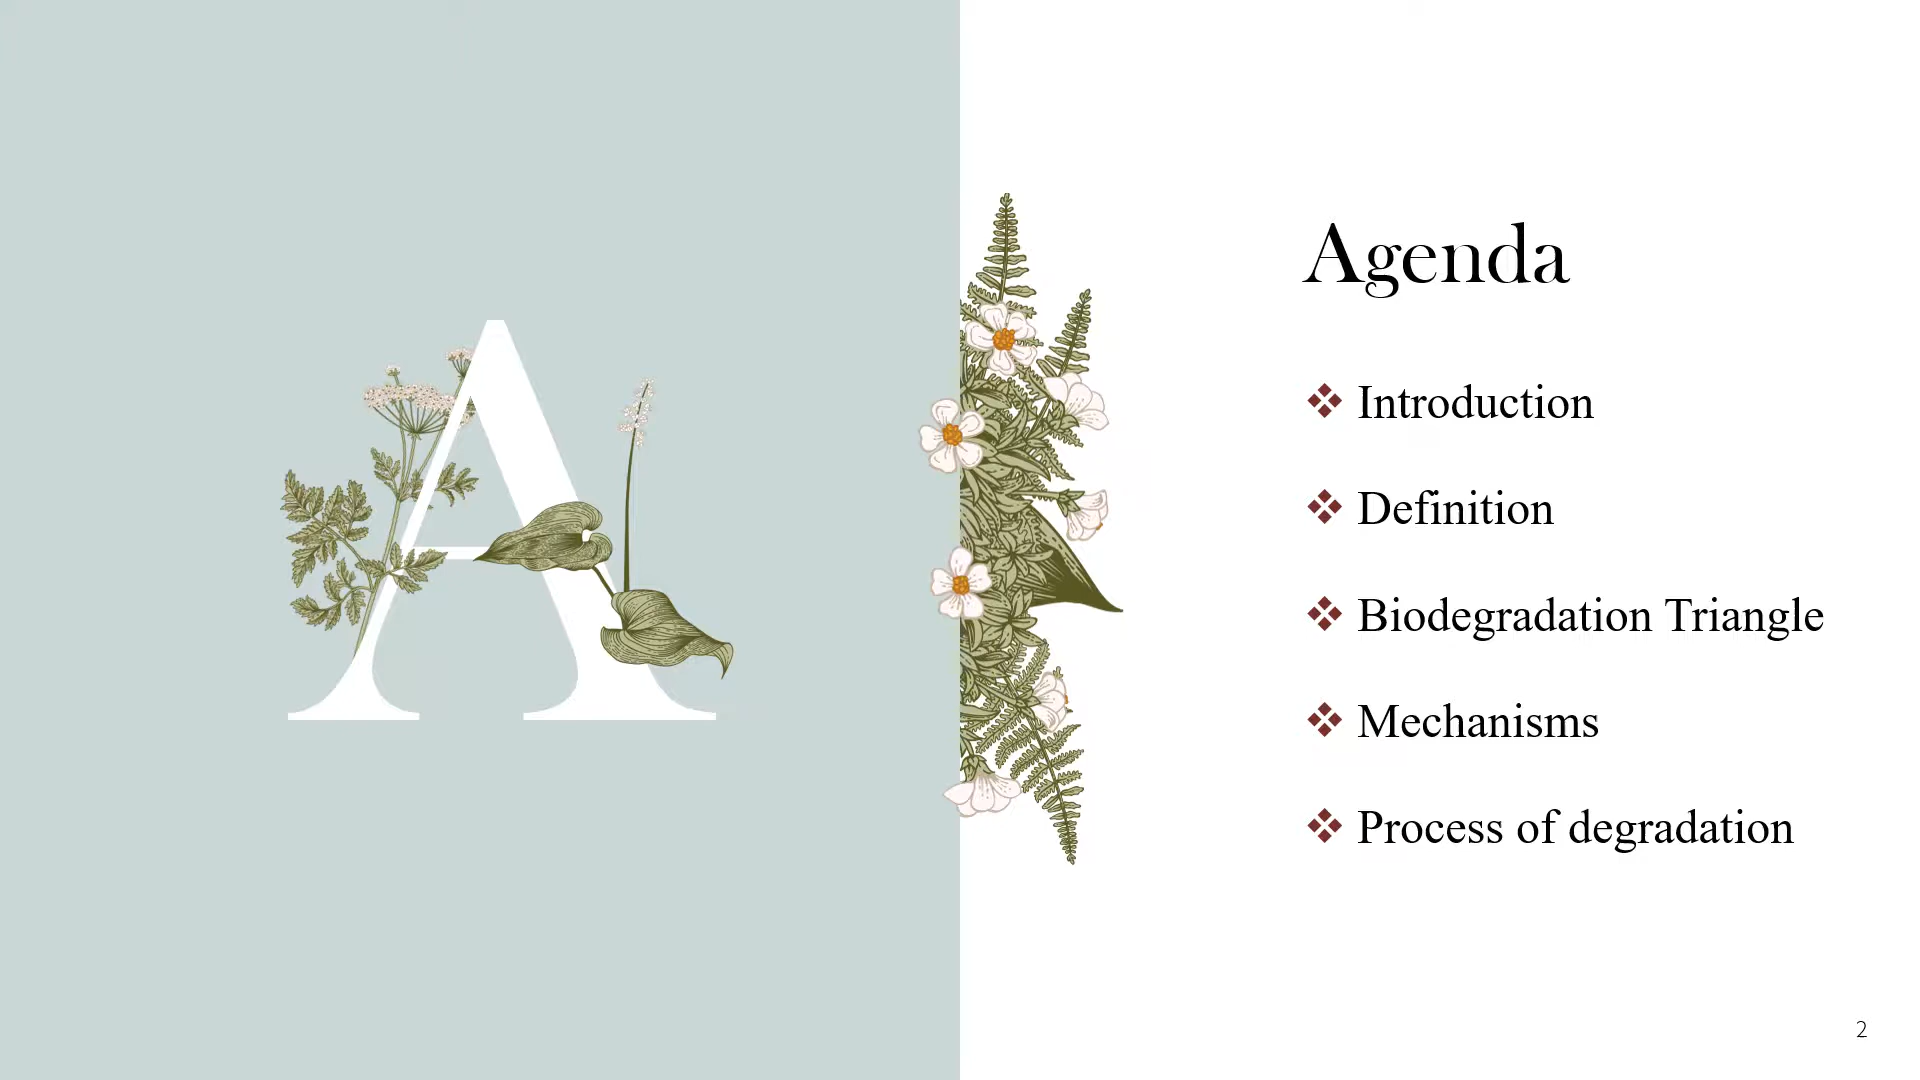 A
Agenda
❖ Introduction
❖ Definition
❖ Biodegradation Triangle
❖ Mechanisms
❖ Process of degradation
2